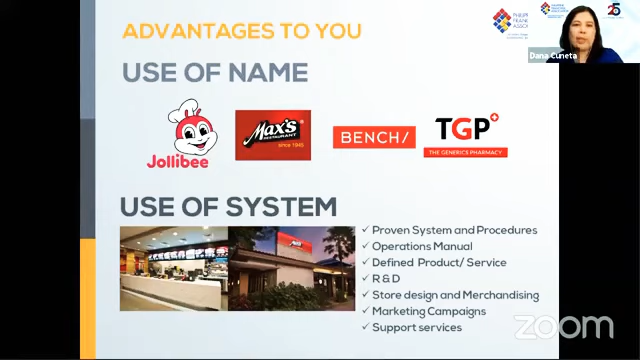 ADVANTAGES TO YOU
USE OF NAME
Jollibee
MAX'S
RESTAURANT
since 1945
BENCH/
TGP
THE GENERICS PHARMACY
USE OF SYSTEM
✓ Proven System and Procedures
✓ Operations Manual
✓ Defined Product/ Service
✓ R & D
✓ Store design and Merchandising
✓ Marketing Campaigns
✓ Support services
Dana Cuneta
25
zoom